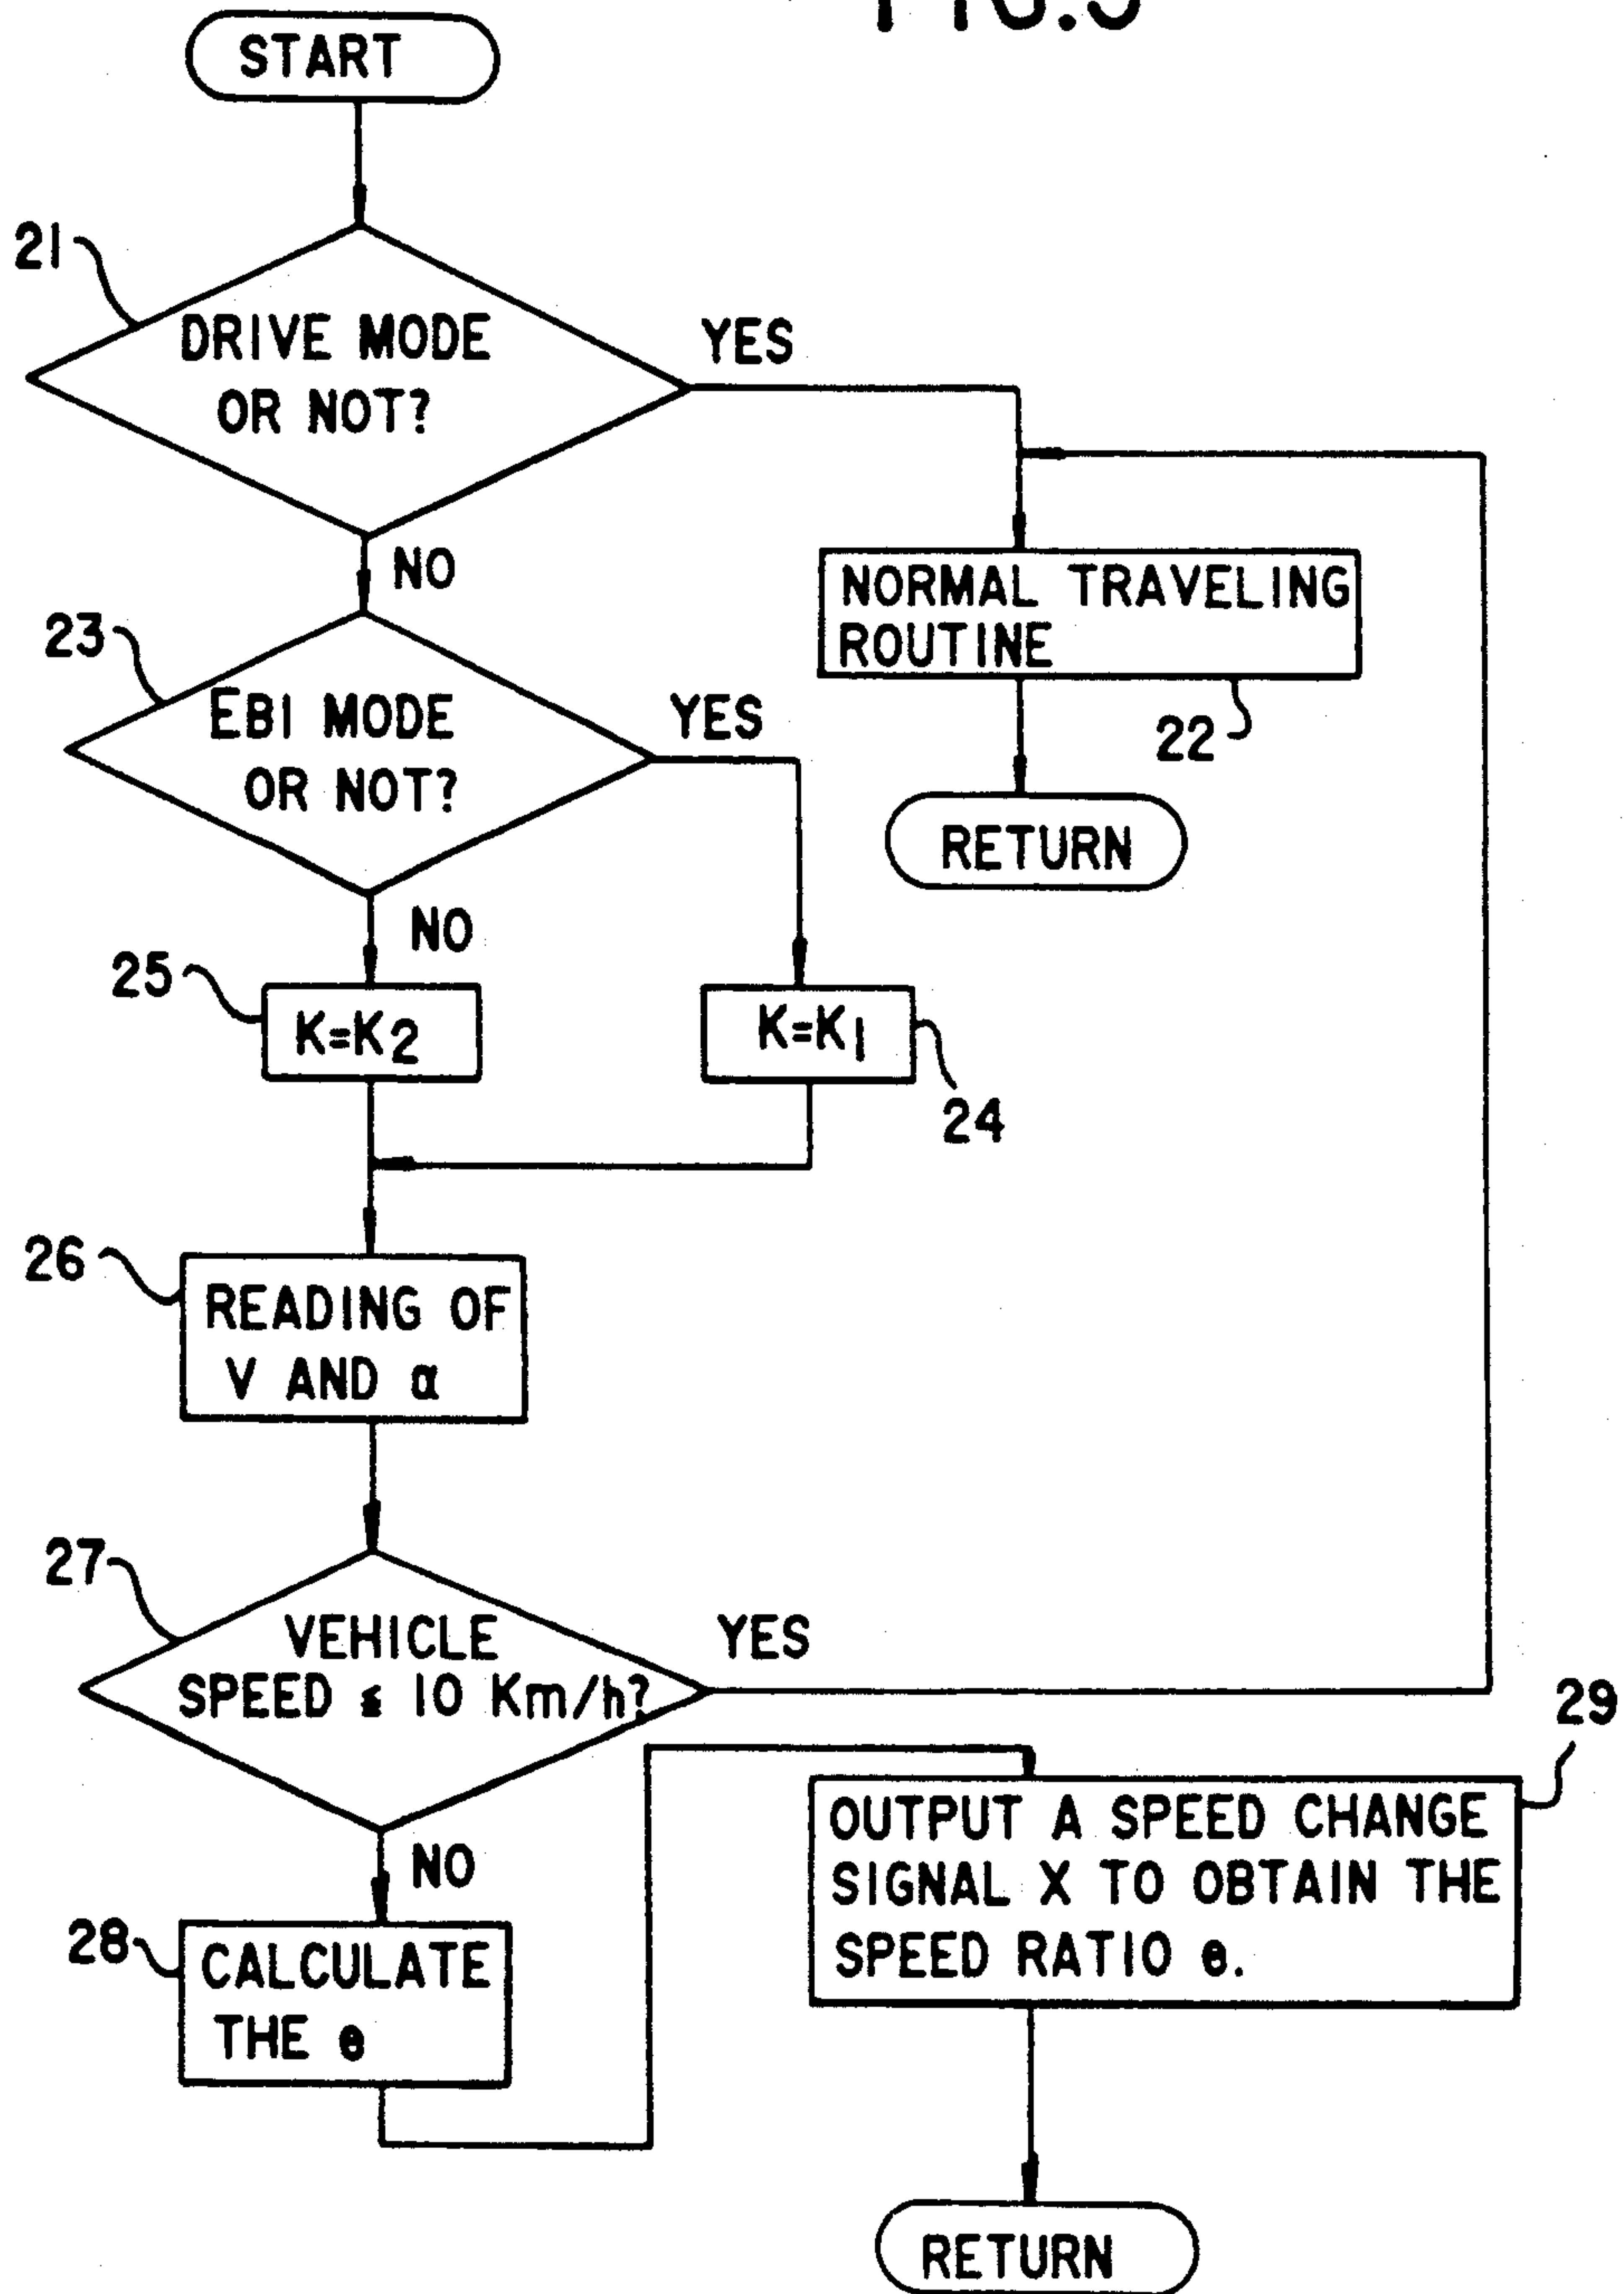 FIG.5
START
21
DRIVE MODE
OR NOT?
YES
NO
NORMAL TRAVELING
ROUTINE
22
RETURN
23
EBI MODE
OR NOT?
YES
NO
25
K=K2
K=K1
24
26
READING OF
V AND α
27
VEHICLE
SPEED ≤ 10 Km/h?
YES
NO
28
CALCULATE
THE e
29
OUTPUT A SPEED CHANGE
SIGNAL X TO OBTAIN THE
SPEED RATIO e.
RETURN